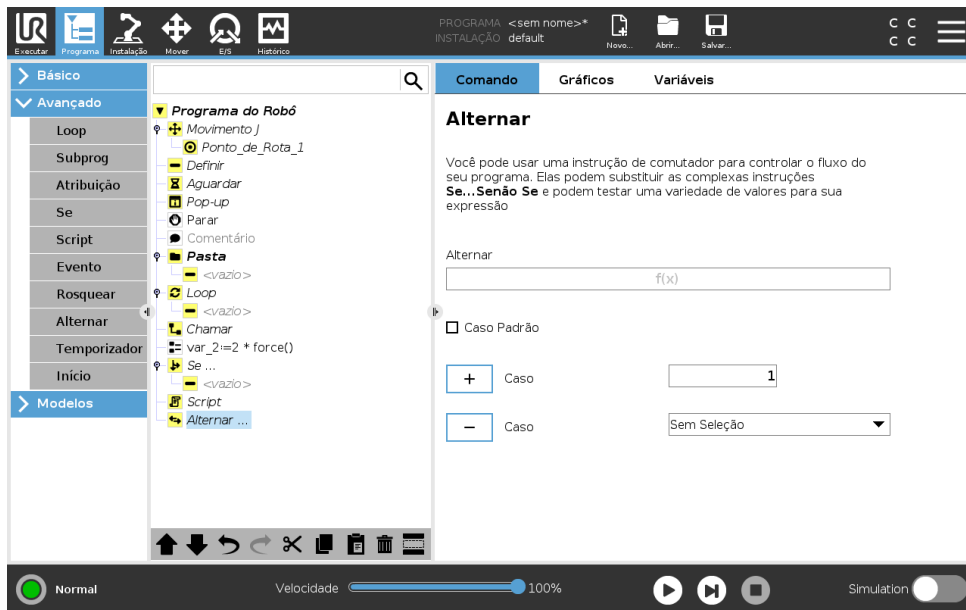 PROGRAMA <sem nome>*
INSTALAÇÃO default
Executar Programa Instalação Mover E/S Histórico Novo... Abrir... Salvar...
C C
C C
Básico
Avançado
Loop
Subprog
Atribuição
Se
Script
Evento
Rosquear
Alternar
Temporizador
Início
Modelos
Programa do Robô
Movimento J
Ponto_de_Rota_1
Definir
Aguardar
Pop-up
Parar
Comentário
Pasta
<vazio>
Loop
<vazio>
Chamar
var_2:=2 * force()
Se ...
<vazio>
Script
Alternar ...
Comando Gráficos Variáveis
Alternar
Você pode usar uma instrução de comutador para controlar o fluxo do
seu programa. Elas podem substituir as complexas instruções
Se...Senão Se e podem testar uma variedade de valores para sua
expressão
Alternar
f(x)
Caso Padrão
+ Caso 1
− Caso Sem Seleção
Normal Velocidade 100% Simulation